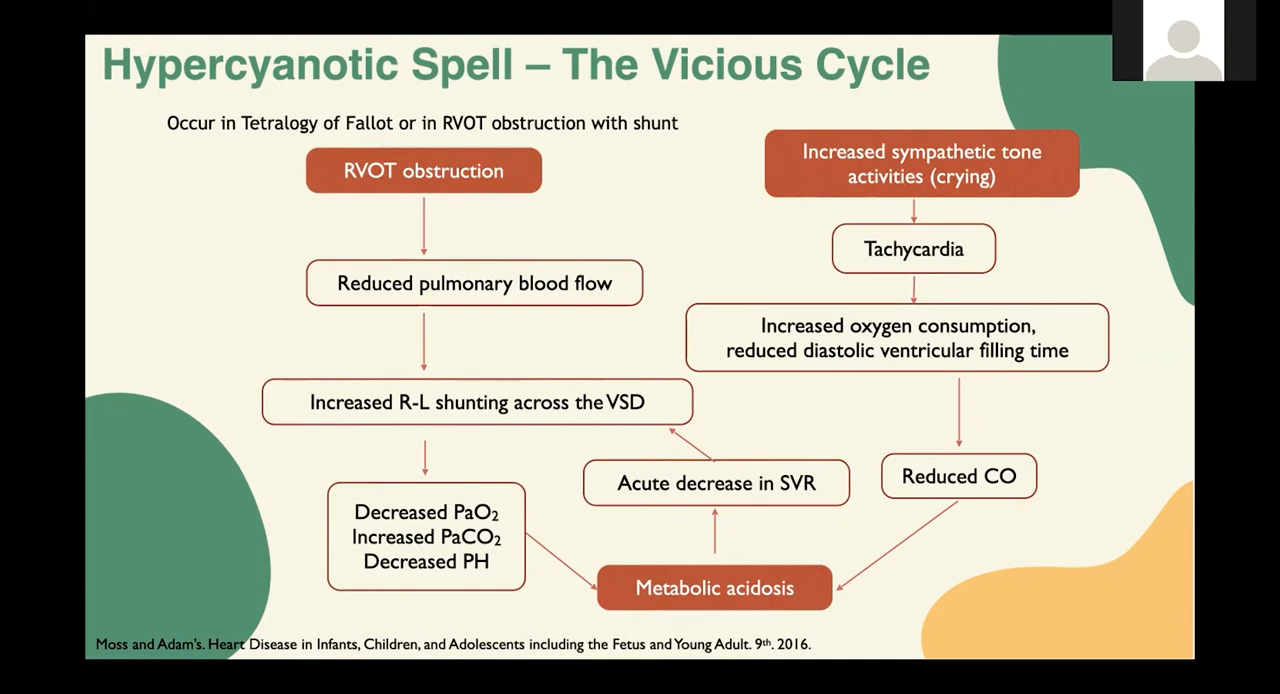 Hypercyanotic Spell – The Vicious Cycle
Occur in Tetralogy of Fallot or in RVOT obstruction with shunt
RVOT obstruction
Reduced pulmonary blood flow
Increased R-L shunting across the VSD
Decreased PaO₂
Increased PaCO₂
Decreased PH
Increased sympathetic tone
activities (crying)
Tachycardia
Increased oxygen consumption,
reduced diastolic ventricular filling time
Reduced CO
Acute decrease in SVR
Metabolic acidosis
Moss and Adam's. Heart Disease in Infants, Children, and Adolescents including the Fetus and Young Adult. 9th. 2016.